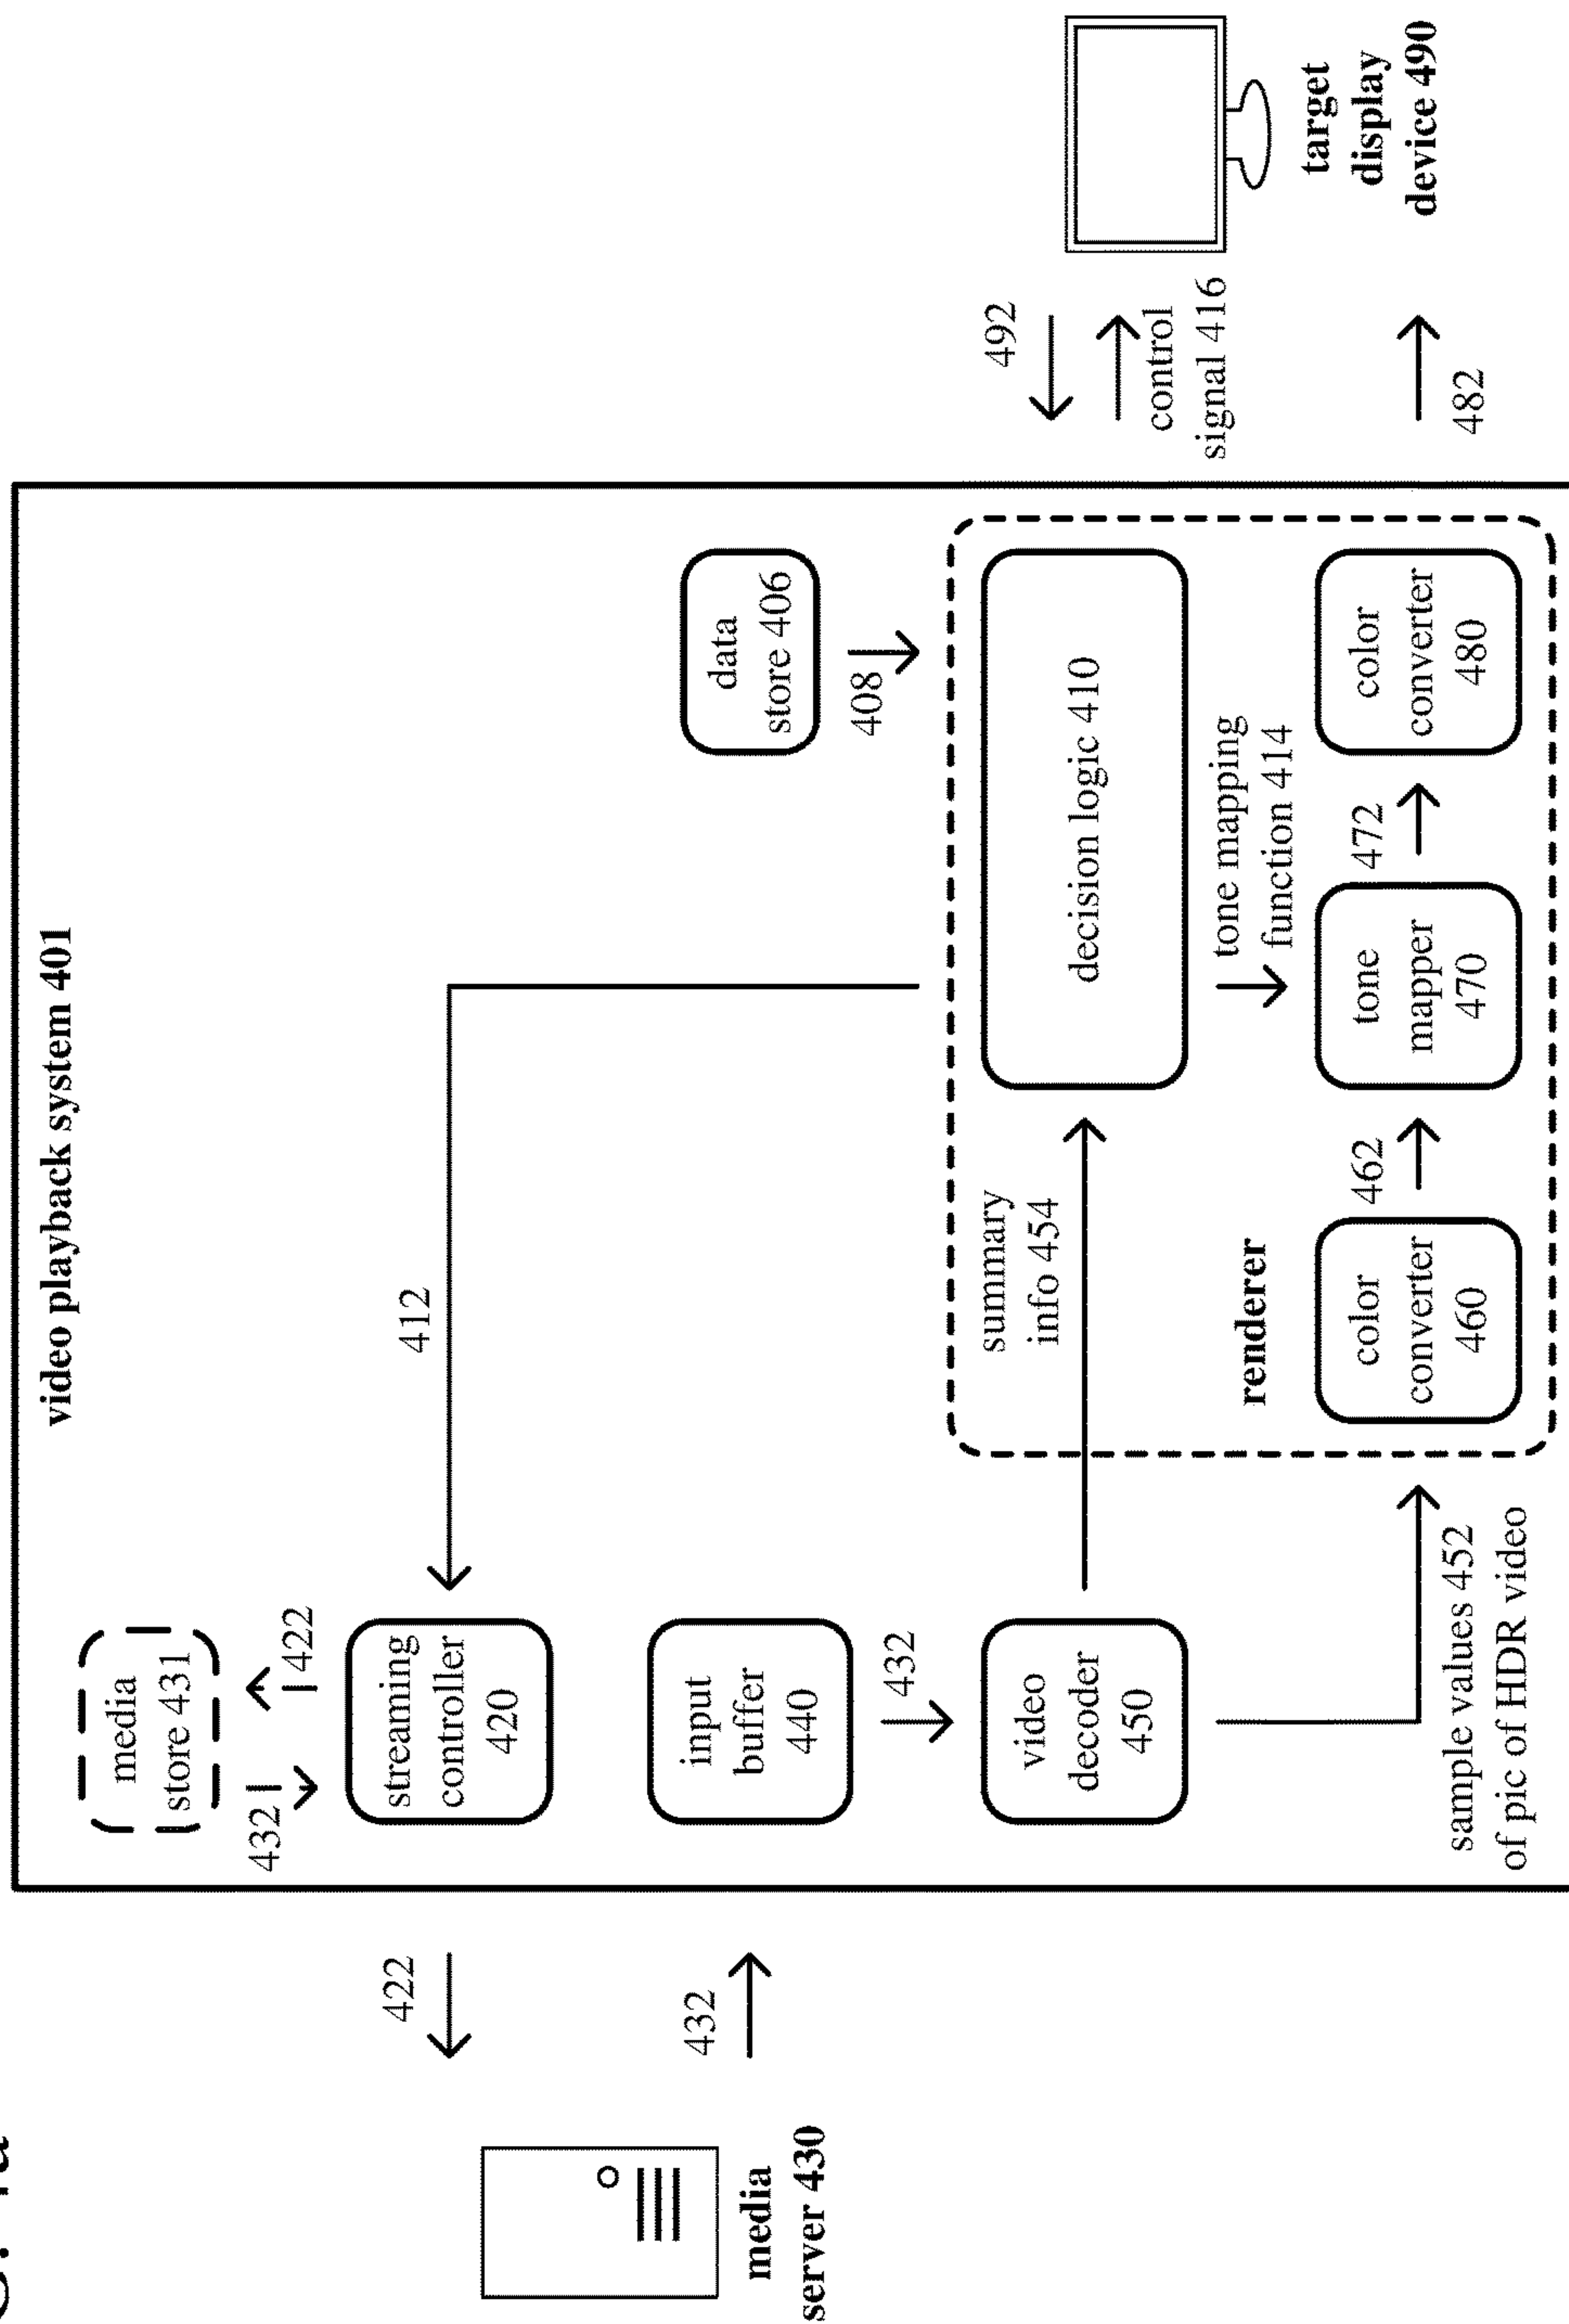 video playback system 401
media
store 431
432
422
422
streaming
controller
420
412
432
input
buffer
440
432
media
server 430
data
store 406
408
video
decoder
450
summary
info 454
decision logic 410
492
control
signal 416
target
display
device 490
tone mapping
function 414
renderer
color
converter
460
462
tone
mapper
470
472
color
converter
480
482
sample values 452
of pic of HDR video